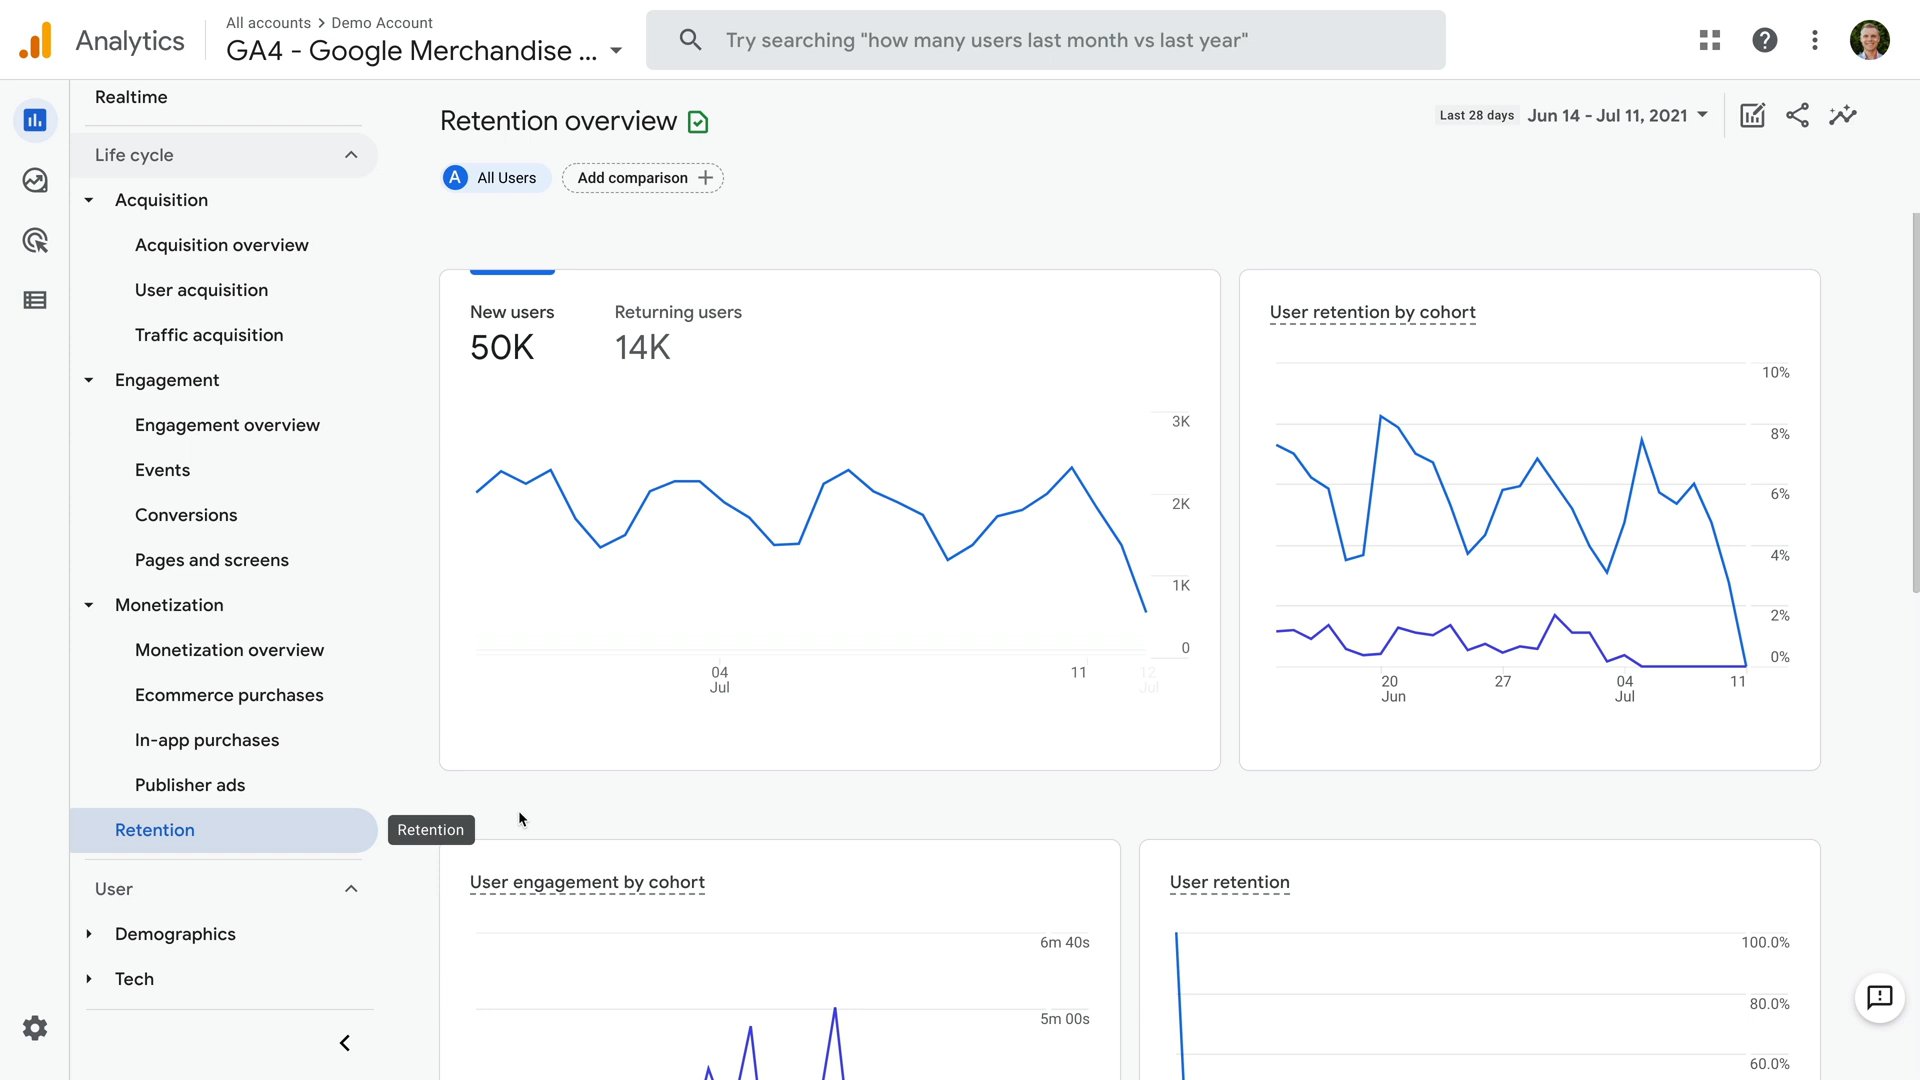 Analytics
All accounts > Demo Account
GA4 - Google Merchandise ...
Try searching "how many users last month vs last year"
Realtime
Life cycle
Acquisition
Acquisition overview
User acquisition
Traffic acquisition
Engagement
Engagement overview
Events
Conversions
Pages and screens
Monetization
Monetization overview
Ecommerce purchases
In-app purchases
Publisher ads
Retention
Retention
User
Demographics
Tech
Retention overview
Last 28 days Jun 14 - Jul 11, 2021
A All Users
Add comparison
New users
50K
Returning users
14K
3K
2K
1K
0
04
Jul
11
12
Jul
User retention by cohort
10%
8%
6%
4%
2%
0%
20
Jun
27
04
Jul
11
User engagement by cohort
6m 40s
5m 00s
User retention
100.0%
80.0%
60.0%